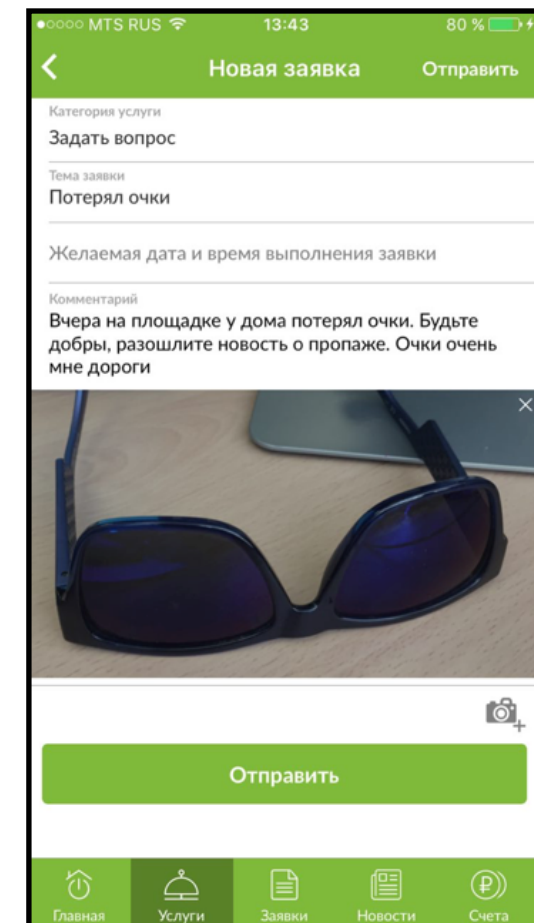 MTS RUS 13:43 80 %
Новая заявка Отправить
Категория услуги
Задать вопрос
Тема заявки
Потерял очки
Желаемая дата и время выполнения заявки
Комментарий
Вчера на площадке у дома потерял очки. Будьте
добры, разошлите новость о пропаже. Очки очень
мне дороги
Отправить
Главная Услуги Заявки Новости Счета